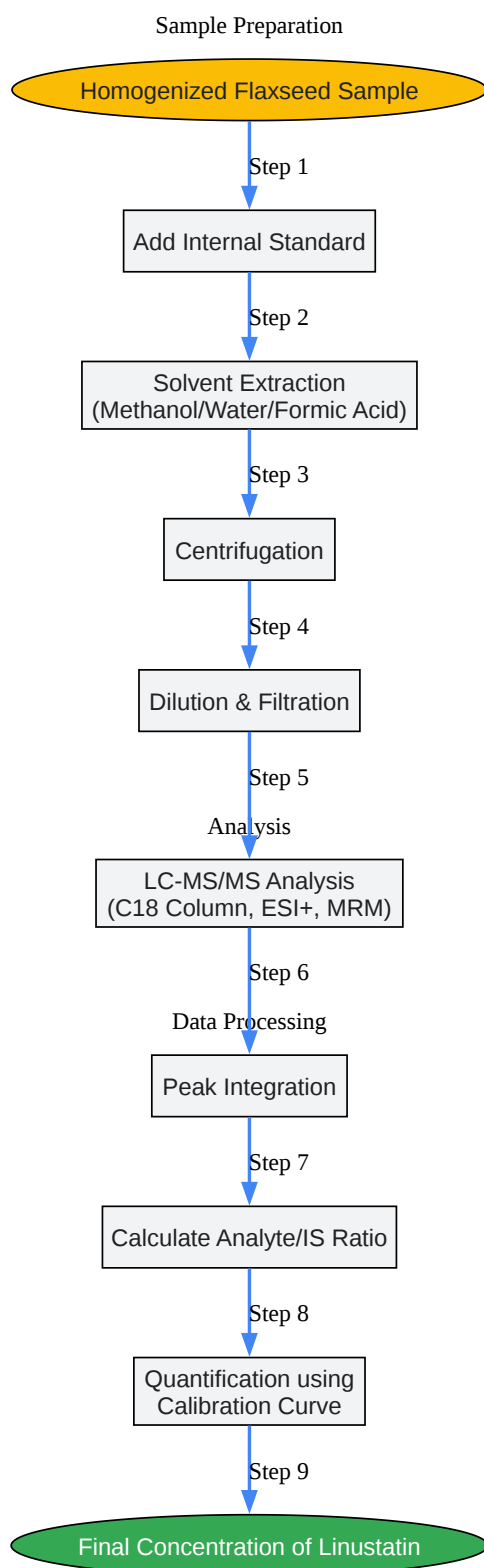 Sample Preparation
Homogenized Flaxseed Sample
Step 1
Add Internal Standard
Step 2
Solvent Extraction
(Methanol/Water/Formic Acid)
Step 3
Centrifugation
Step 4
Dilution & Filtration
Step 5
Analysis
LC-MS/MS Analysis
(C18 Column, ESI+, MRM)
Step 6
Data Processing
Peak Integration
Step 7
Calculate Analyte/IS Ratio
Step 8
Quantification using
Calibration Curve
Step 9
Final Concentration of Linustatin